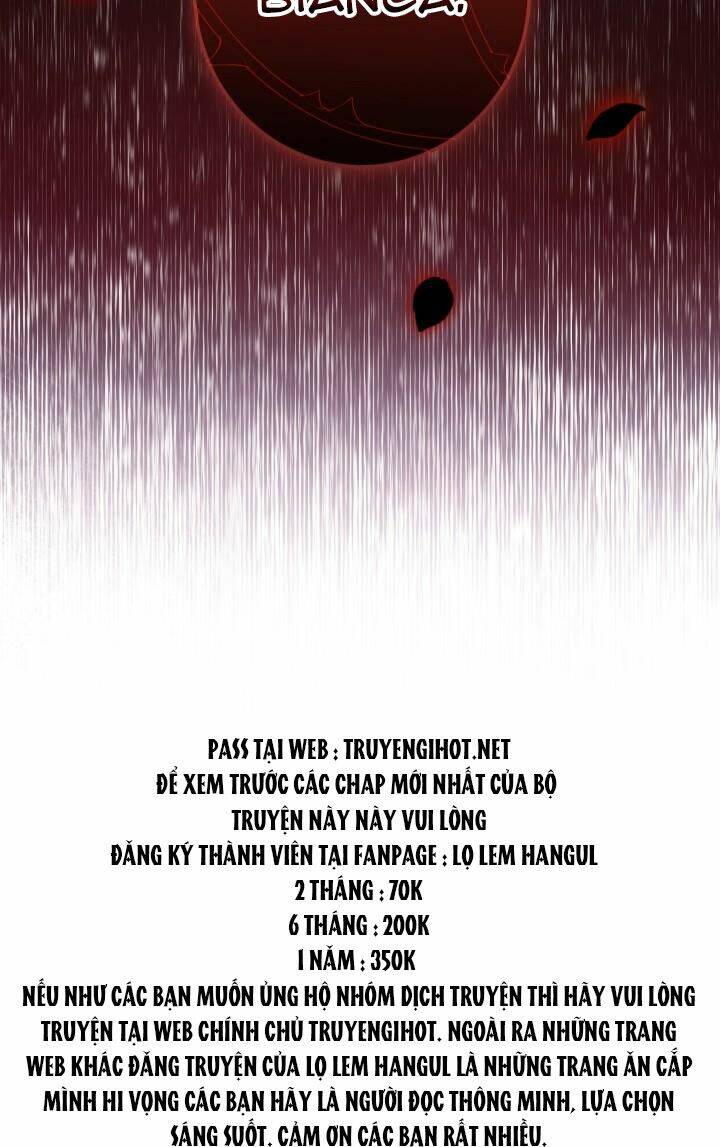 BIANCA.
PASS TẠI WEB : TRUYENGIHOT.NET
ĐỂ XEM TRƯỚC CÁC CHAP MỚI NHẤT CỦA BỘ
TRUYỆN NÀY NÀY VUI LÒNG
ĐĂNG KÝ THÀNH VIÊN TẠI FANPAGE : LỌ LEM HANGUL
2 THÁNG : 70K
6 THÁNG : 200K
1 NĂM : 350K
NẾU NHƯ CÁC BẠN MUỐN ỦNG HỘ NHÓM DỊCH TRUYỆN THÌ HÃY VUI LÒNG
TRUYỆN TẠI WEB CHÍNH CHỦ TRUYENGIHOT. NGOÀI RA NHỮNG TRANG
WEB KHÁC ĐĂNG TRUYỆN CỦA LỌ LEM HANGUL LÀ NHỮNG TRANG ĂN CẮP
MÌNH HI VỌNG CÁC BẠN HÃY LÀ NGƯỜI ĐỌC THÔNG MINH, LỰA CHỌN
SÁNG SUỐT. CẢM ƠN CÁC BẠN RẤT NHIỀU.